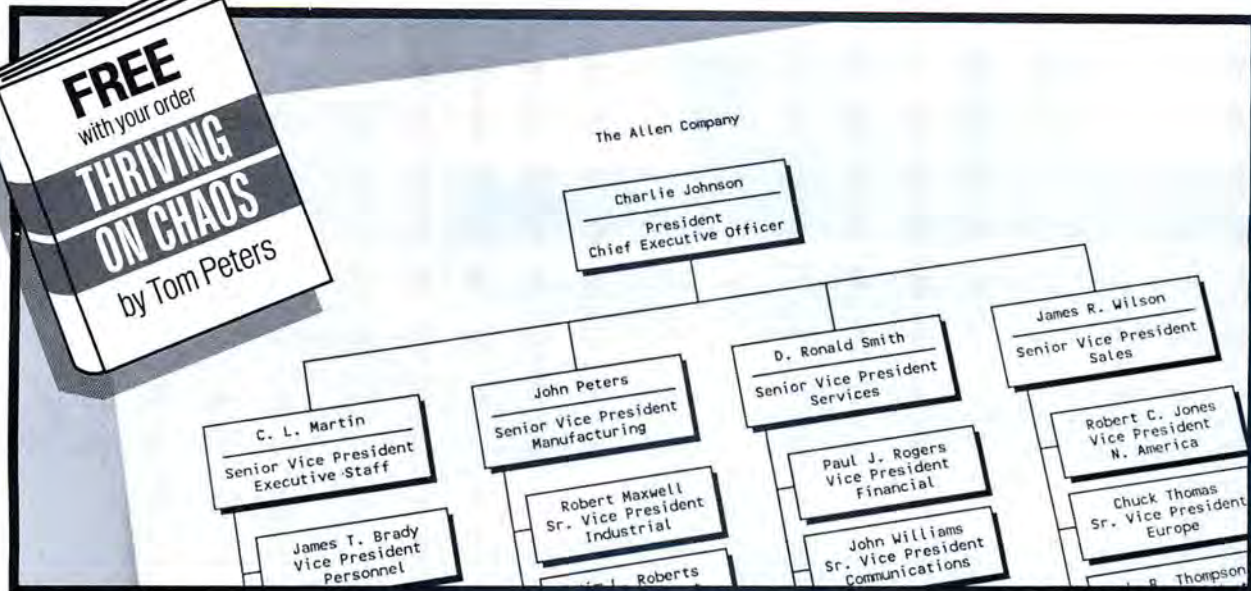 FREE
with your order
THRIVING
ON CHAOS
by Tom Peters
The Allen Company
Charlie Johnson
President
Chief Executive Officer
C. L. Martin
Senior Vice President
Executive Staff
James T. Brady
Vice President
Personnel
John Peters
Senior Vice President
Manufacturing
Robert Maxwell
Sr. Vice President
Industrial
L. Roberts
D. Ronald Smith
Senior Vice President
Services
Paul J. Rogers
Vice President
Financial
John Williams
Sr. Vice President
Communications
James R. Wilson
Senior Vice President
Sales
Robert C. Jones
Vice President
N. America
Chuck Thomas
Sr. Vice President
Europe
R. Thompson